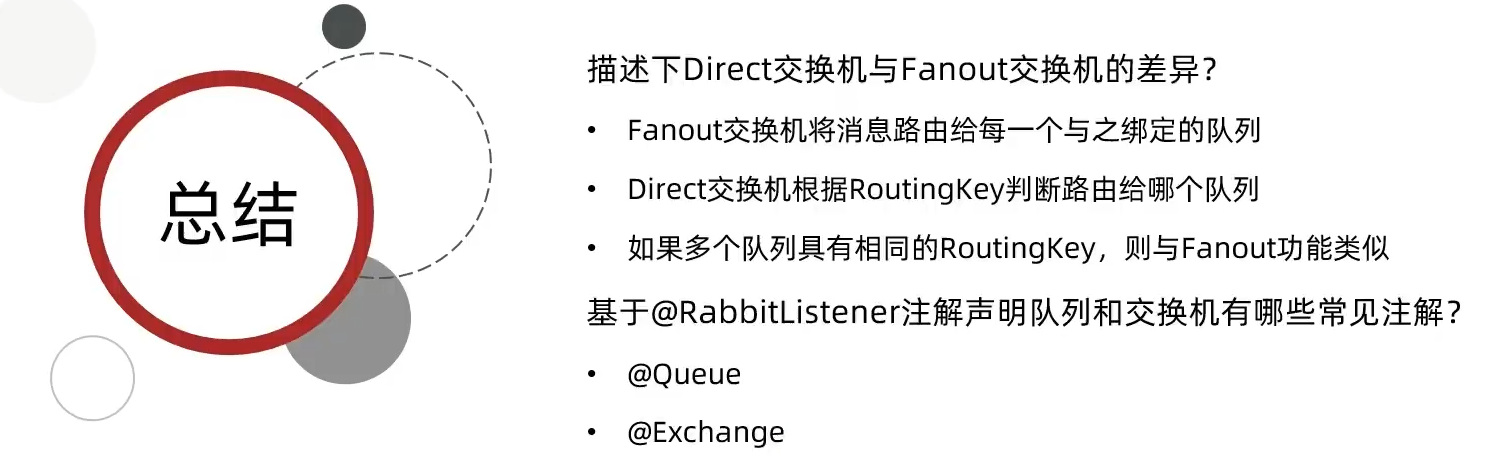 总结
描述下Direct交换机与Fanout交换机的差异？
• Fanout交换机将消息路由给每一个与之绑定的队列
• Direct交换机根据RoutingKey判断路由给哪个队列
• 如果多个队列具有相同的RoutingKey，则与Fanout功能类似
基于@RabbitListener注解声明队列和交换机有哪些常见注解？
• @Queue
• @Exchange